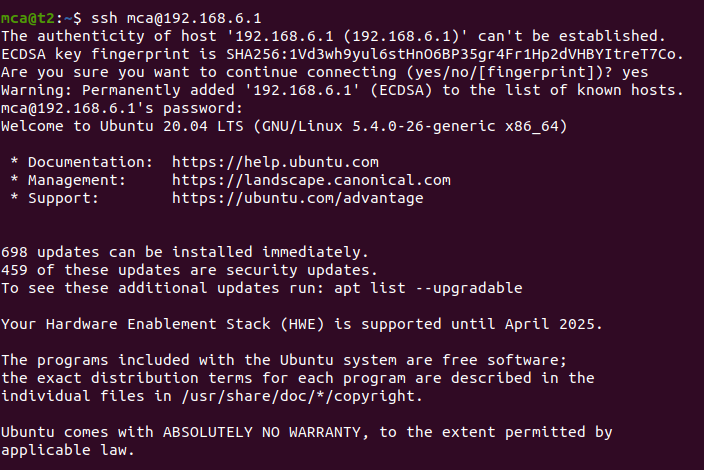 mca@t2:~$ ssh mca@192.168.6.1
The authenticity of host '192.168.6.1 (192.168.6.1)' can't be established.
ECDSA key fingerprint is SHA256:1Vd3wh9yul6stHnO6BP35gr4Fr1Hp2dVHBYItreT7Co.
Are you sure you want to continue connecting (yes/no/[fingerprint])? yes
Warning: Permanently added '192.168.6.1' (ECDSA) to the list of known hosts.
mca@192.168.6.1's password:
Welcome to Ubuntu 20.04 LTS (GNU/Linux 5.4.0-26-generic x86_64)

 * Documentation:  https://help.ubuntu.com
 * Management:     https://landscape.canonical.com
 * Support:        https://ubuntu.com/advantage


698 updates can be installed immediately.
459 of these updates are security updates.
To see these additional updates run: apt list --upgradable

Your Hardware Enablement Stack (HWE) is supported until April 2025.

The programs included with the Ubuntu system are free software;
the exact distribution terms for each program are described in the
individual files in /usr/share/doc/*/copyright.

Ubuntu comes with ABSOLUTELY NO WARRANTY, to the extent permitted by
applicable law.